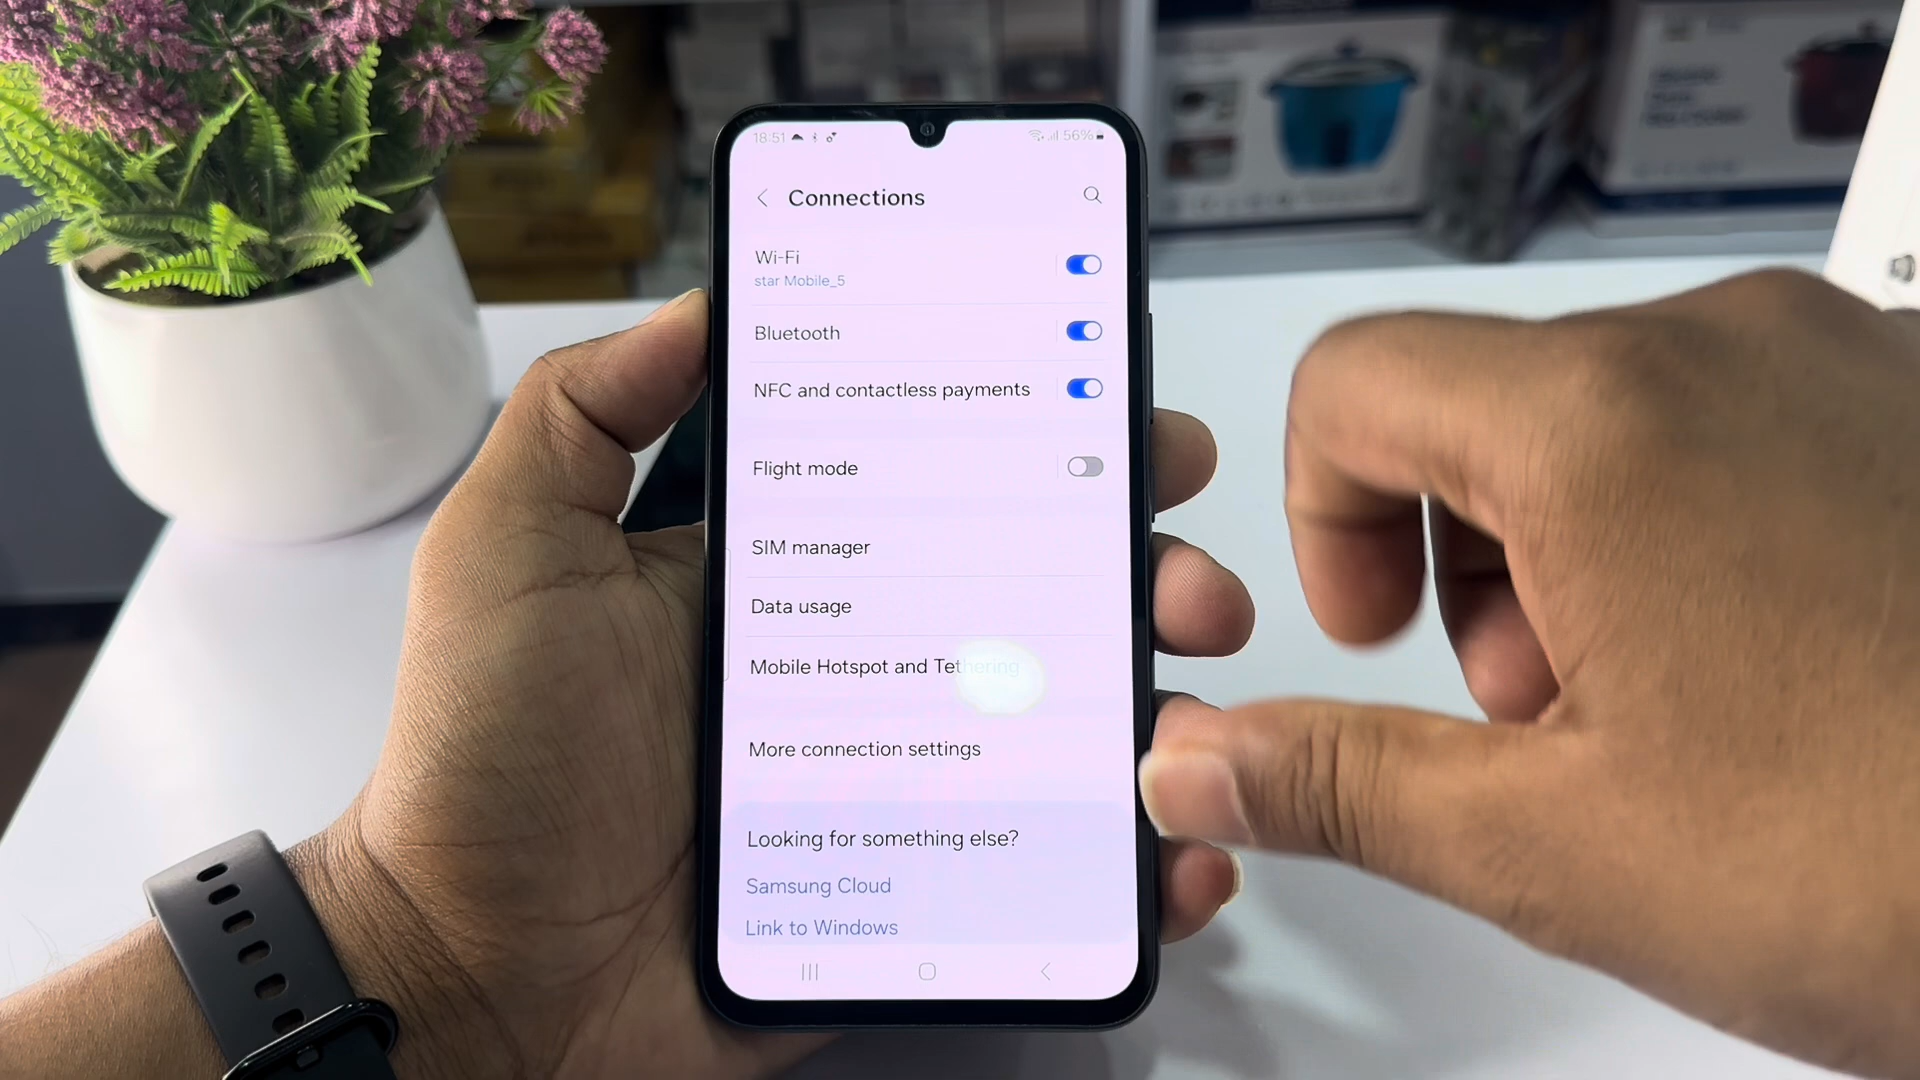 18:51
56%
Connections
Wi-Fi
star Mobile_5
Bluetooth
NFC and contactless payments
Flight mode
SIM manager
Data usage
Mobile Hotspot and Tethering
More connection settings
Looking for something else?
Samsung Cloud
Link to Windows